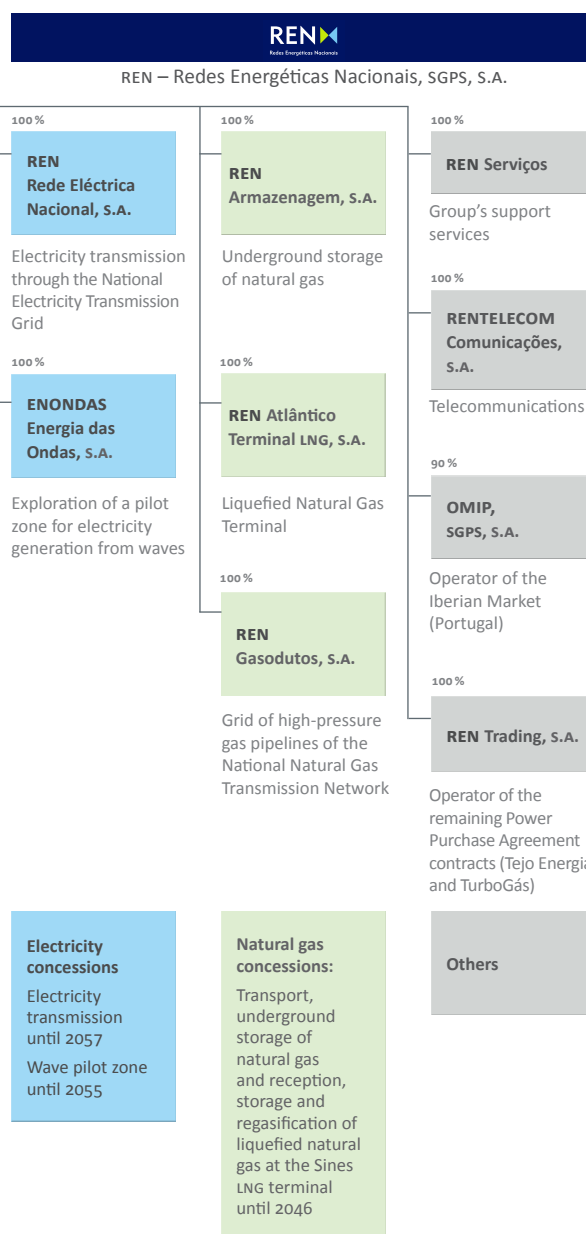 REN
Redes Energéticas Nacionais
REN – Redes Energéticas Nacionais, SGPS, S.A.
100 %
REN
Rede Eléctrica
Nacional, S.A.
Electricity transmission
through the National
Electricity Transmission
Grid
100 %
ENONDAS
Energia das
Ondas, S.A.
Exploration of a pilot
zone for electricity
generation from waves
100 %
REN
Armazenagem, S.A.
Underground storage
of natural gas
100 %
REN Atlântico
Terminal LNG, S.A.
Liquefied Natural Gas
Terminal
100 %
REN
Gasodutos, S.A.
Grid of high-pressure
gas pipelines of the
National Natural Gas
Transmission Network
100 %
REN Serviços
Group's support
services
100 %
RENTELECOM
Comunicações,
S.A.
Telecommunications
90 %
OMIP,
SGPS, S.A.
Operator of the
Iberian Market
(Portugal)
100 %
REN Trading, S.A.
Operator of the
remaining Power
Purchase Agreement
contracts (Tejo Energia
and TurboGás)
Electricity
concessions
Electricity
transmission
until 2057
Wave pilot zone
until 2055
Natural gas
concessions:
Transport,
underground
storage of
natural gas
and reception,
storage and
regasification of
liquefied natural
gas at the Sines
LNG terminal
until 2046
Others